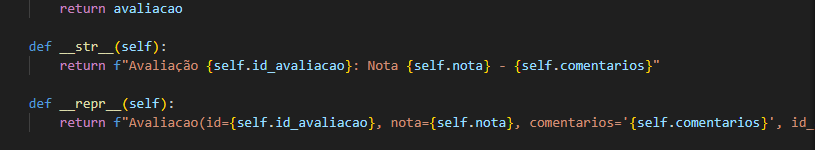 return avaliacao
def __str__(self):
return f"Avaliação {self.id_avaliacao}: Nota {self.nota} - {self.comentarios}"
def __repr__(self):
return f"Avaliacao(id={self.id_avaliacao}, nota={self.nota}, comentarios='{self.comentarios}', id_